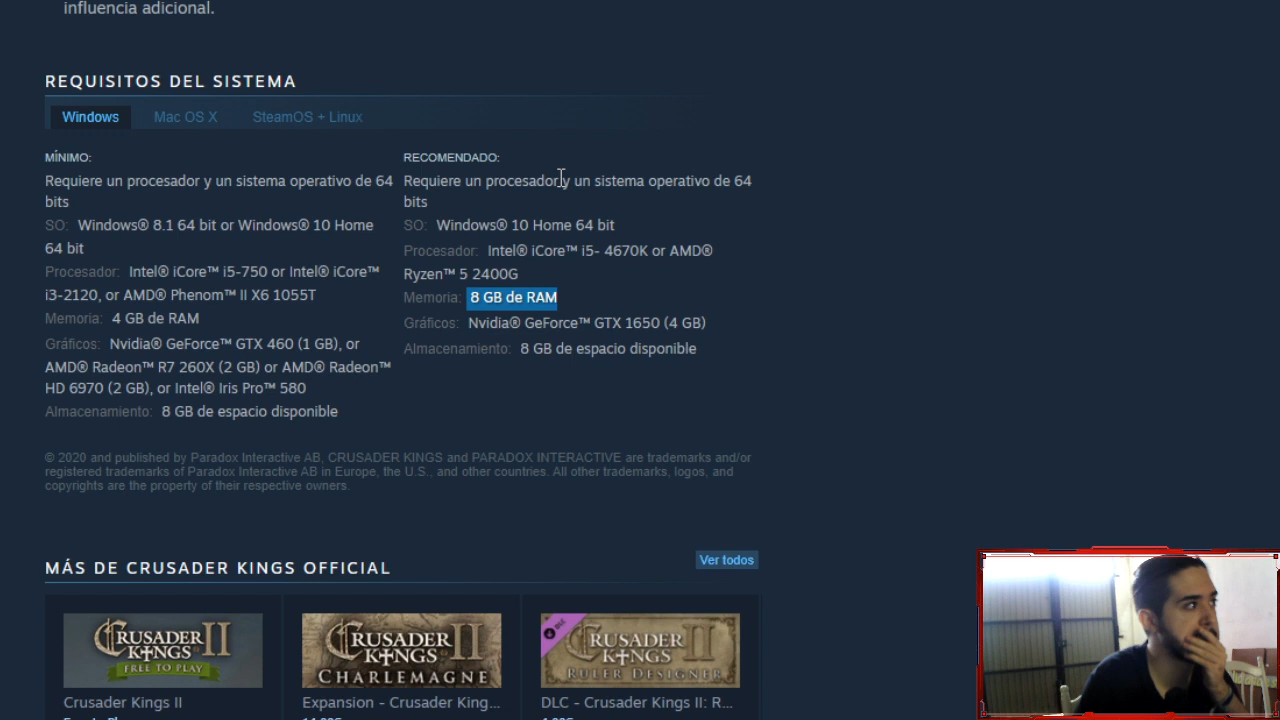 influencia adicional.
REQUISITOS DEL SISTEMA
Windows
Mac OS X
SteamOS + Linux
MÍNIMO:
Requiere un procesador y un sistema operativo de 64
bits
SO: Windows® 8.1 64 bit or Windows® 10 Home
64 bit
Procesador: Intel® iCore™ i5-750 or Intel® iCore™
i3-2120, or AMD® Phenom™ II X6 1055T
Memoria: 4 GB de RAM
Gráficos: Nvidia® GeForce™ GTX 460 (1 GB), or
AMD® Radeon™ R7 260X (2 GB) or AMD® Radeon™
HD 6970 (2 GB), or Intel® Iris Pro™ 580
Almacenamiento: 8 GB de espacio disponible
RECOMENDADO:
Requiere un procesador y un sistema operativo de 64
bits
SO: Windows® 10 Home 64 bit
Procesador: Intel® iCore™ i5- 4670K or AMD®
Ryzen™ 5 2400G
Memoria: 8 GB de RAM
Gráficos: Nvidia® GeForce™ GTX 1650 (4 GB)
Almacenamiento: 8 GB de espacio disponible
© 2020 and published by Paradox Interactive AB, CRUSADER KINGS and PARADOX INTERACTIVE are trademarks and/or
registered trademarks of Paradox Interactive AB in Europe, the U.S., and other countries. All other trademarks, logos, and
copyrights are the property of their respective owners.
MÁS DE CRUSADER KINGS OFFICIAL
Ver todos
CRUSADER
KINGS II
FREE TO PLAY
Crusader Kings II
CRUSADER
KINGS II
CHARLEMAGNE
Expansion - Crusader King...
DLC
CRUSADER
KINGS II
RULER DESIGNER
DLC - Crusader Kings II: R...